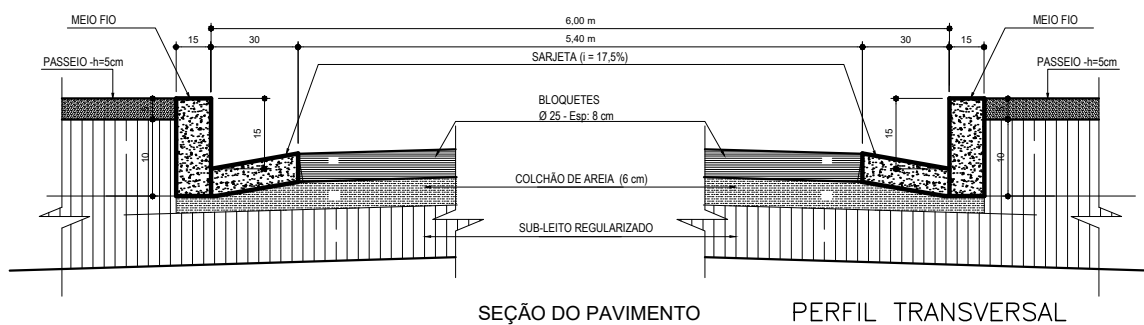 MEIO FIO
6,00 m
MEIO FIO
15
30
5,40 m
30
15
PASSEIO -h=5cm
SARJETA (i = 17,5%)
PASSEIO -h=5cm
BLOQUETES
Ø 25 - Esp: 8 cm
15
15
10
10
COLCHÃO DE AREIA (6 cm)
SUB-LEITO REGULARIZADO
SEÇÃO DO PAVIMENTO
PERFIL TRANSVERSAL